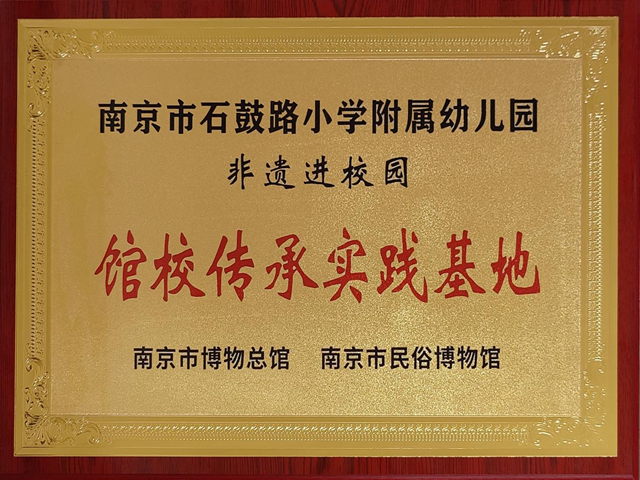 南京市石鼓路小学附属幼儿园
非遗进校园
馆校传承实践基地
南京市博物总馆 南京市民俗博物馆